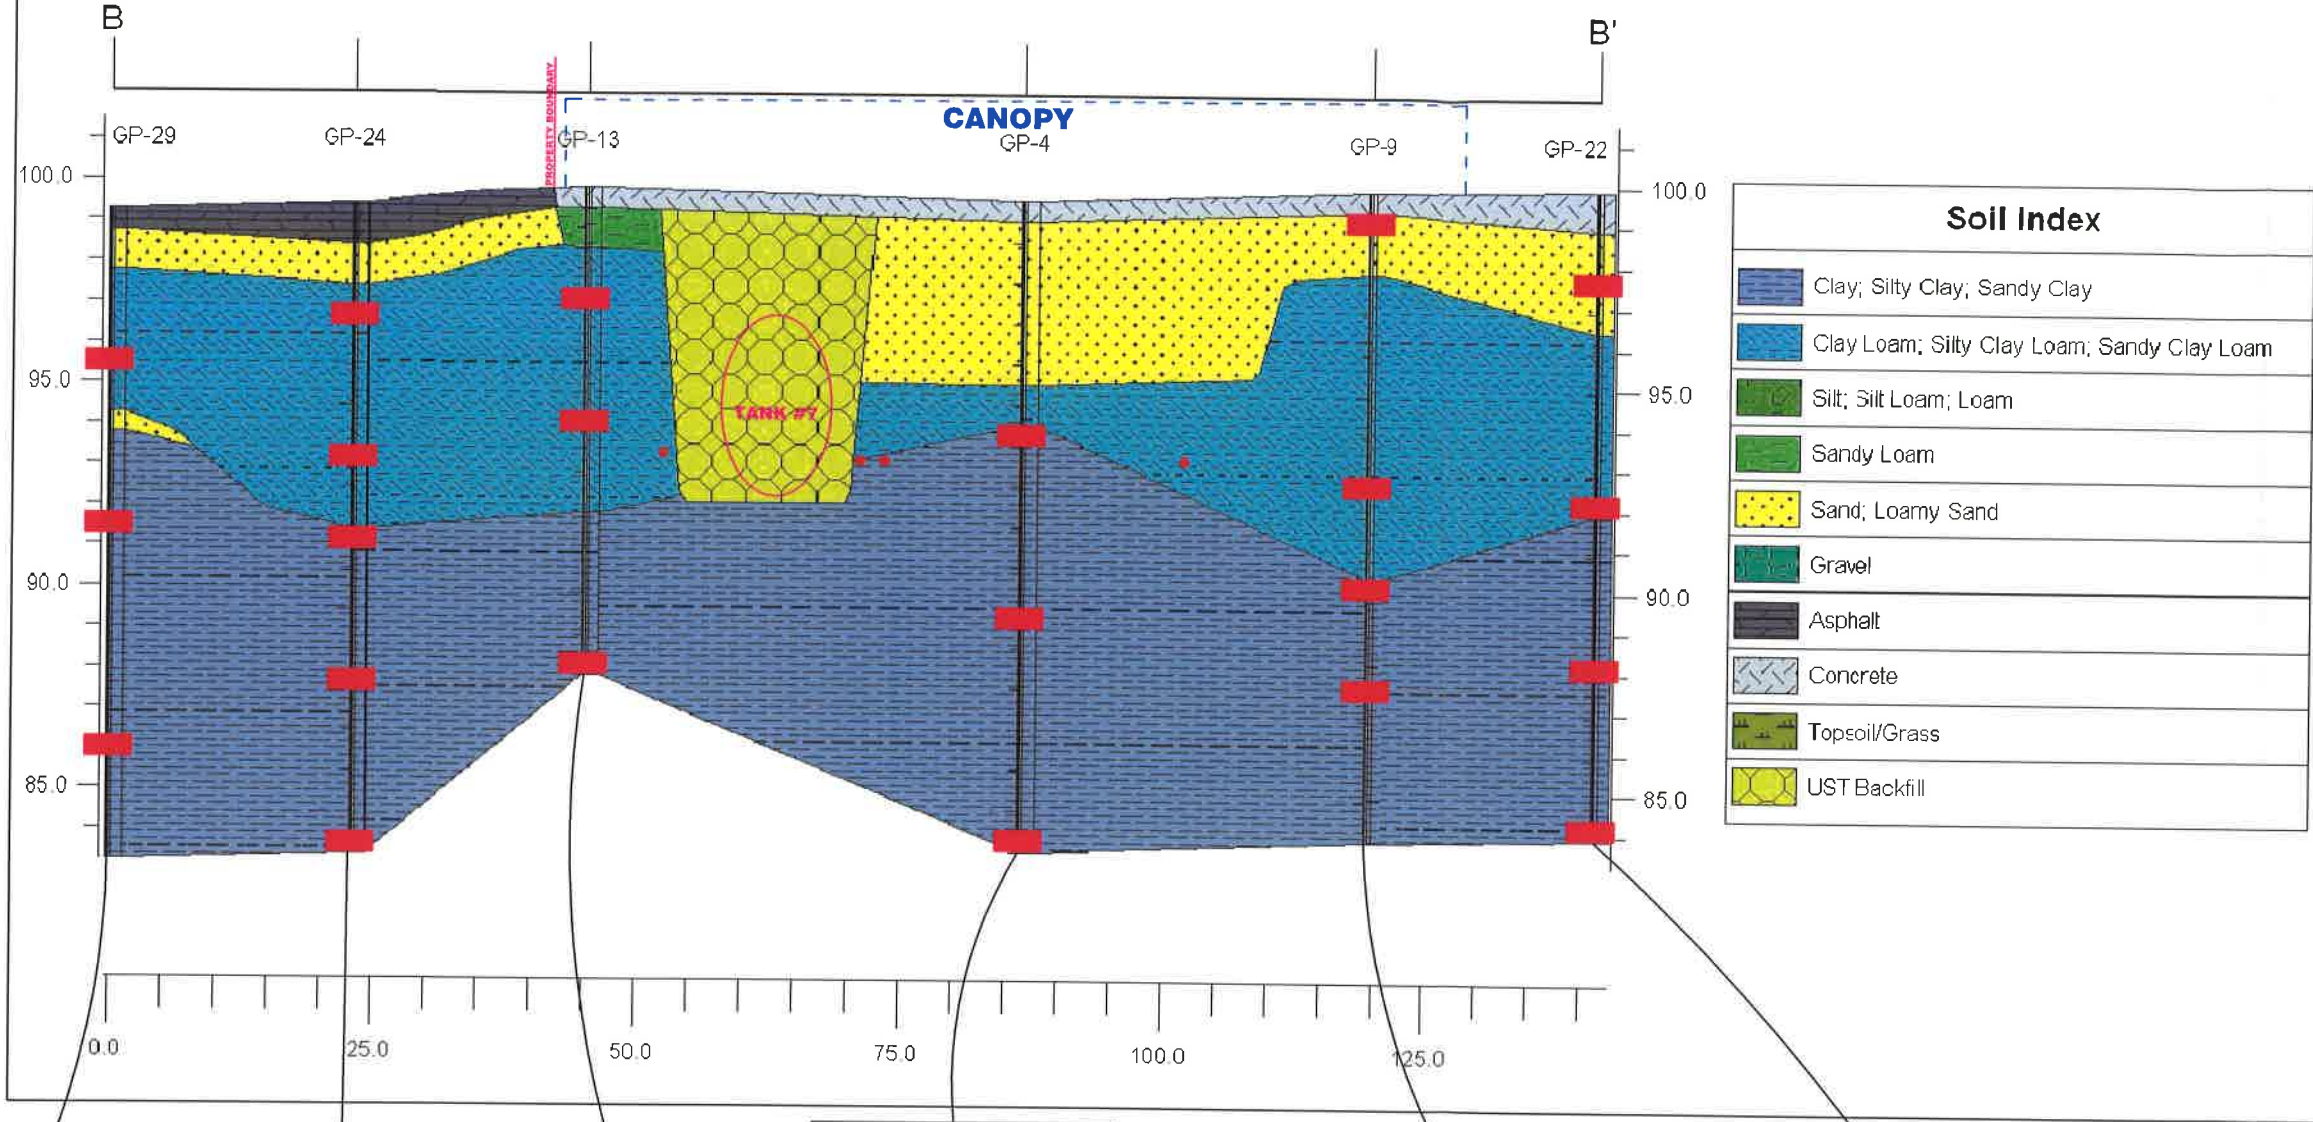 B
B'
PROPERTY BOUNDARY
CANOPY
GP-29
GP-24
GP-13
GP-4
GP-9
GP-22
100.0
100.0
95.0
95.0
90.0
90.0
85.0
85.0
TANK #7
0.0
25.0
50.0
75.0
100.0
125.0
Soil Index
Clay; Silty Clay; Sandy Clay
Clay Loam; Silty Clay Loam; Sandy Clay Loam
Silt; Silt Loam; Loam
Sandy Loam
Sand; Loamy Sand
Gravel
Asphalt
Concrete
Topsoil/Grass
UST Backfill